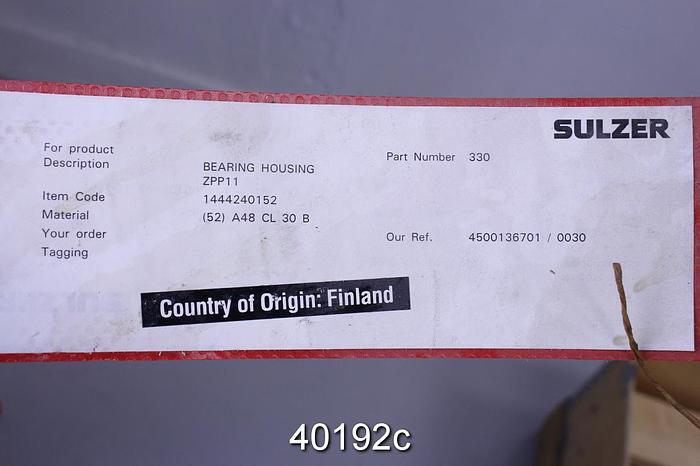 SULZER
For product
Description BEARING HOUSING Part Number 330
ZPP11
Item Code 1444240152
Material (52) A48 CL 30 B
Your order Our Ref. 4500136701 / 0030
Tagging
Country of Origin: Finland
40192c